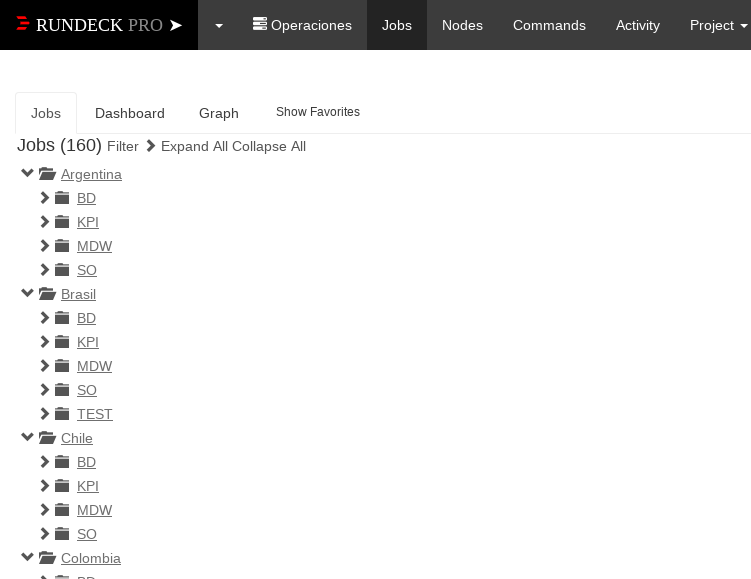 RUNDECK PRO ➤ Operaciones Jobs Nodes Commands Activity Project
Jobs Dashboard Graph Show Favorites
Jobs (160) Filter Expand All Collapse All
Argentina
BD
KPI
MDW
SO
Brasil
BD
KPI
MDW
SO
TEST
Chile
BD
KPI
MDW
SO
Colombia
BD